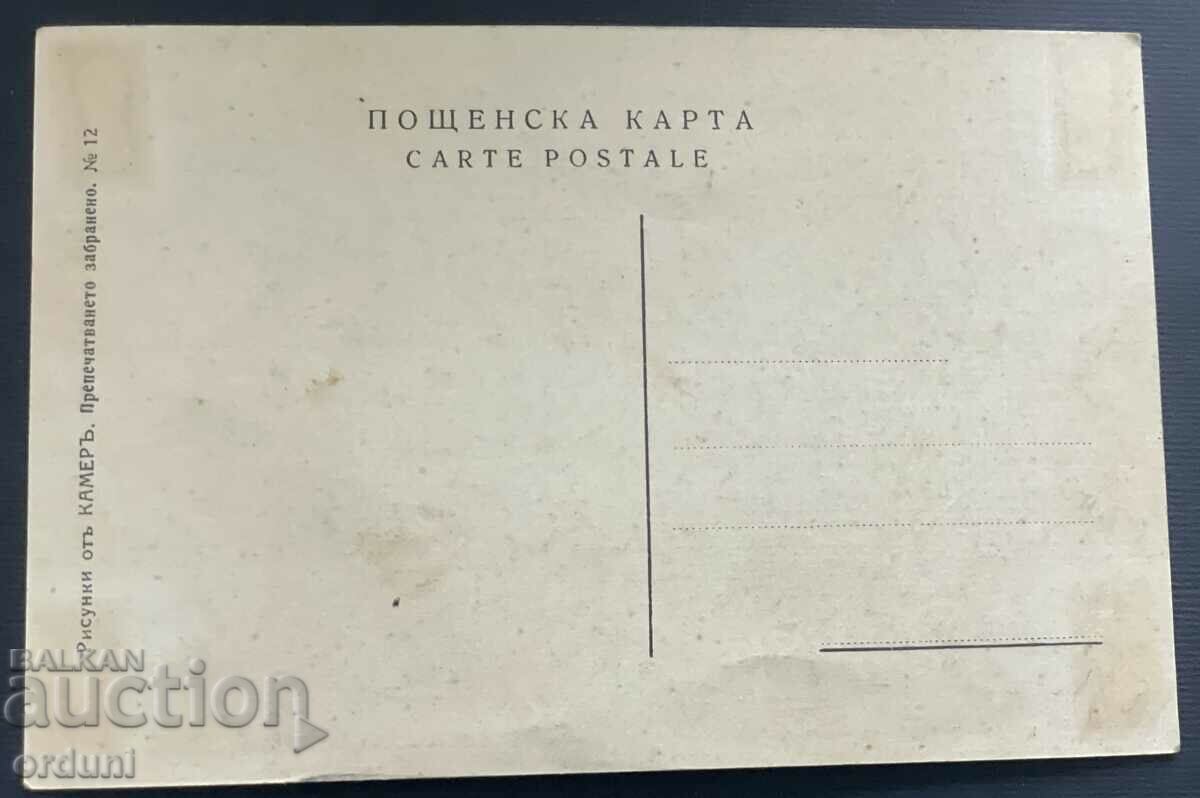 ПОЩЕНСКА КАРТА
CARTE POSTALE
Рисунки отъ КАМЕРЪ. Препечатването забранено. № 12
BALKAN
auction
orduni